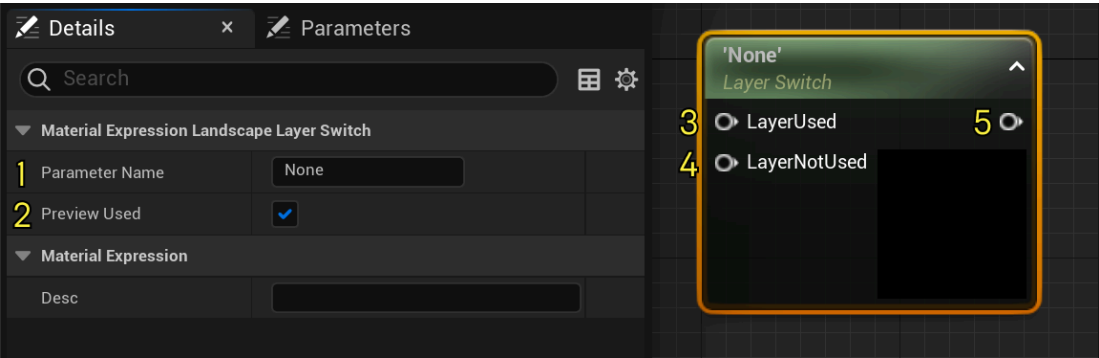 Details ×
Parameters
Search
Material Expression Landscape Layer Switch
1 Parameter Name None
2 Preview Used
Material Expression
Desc
'None'
Layer Switch
3 LayerUsed 5
4 LayerNotUsed